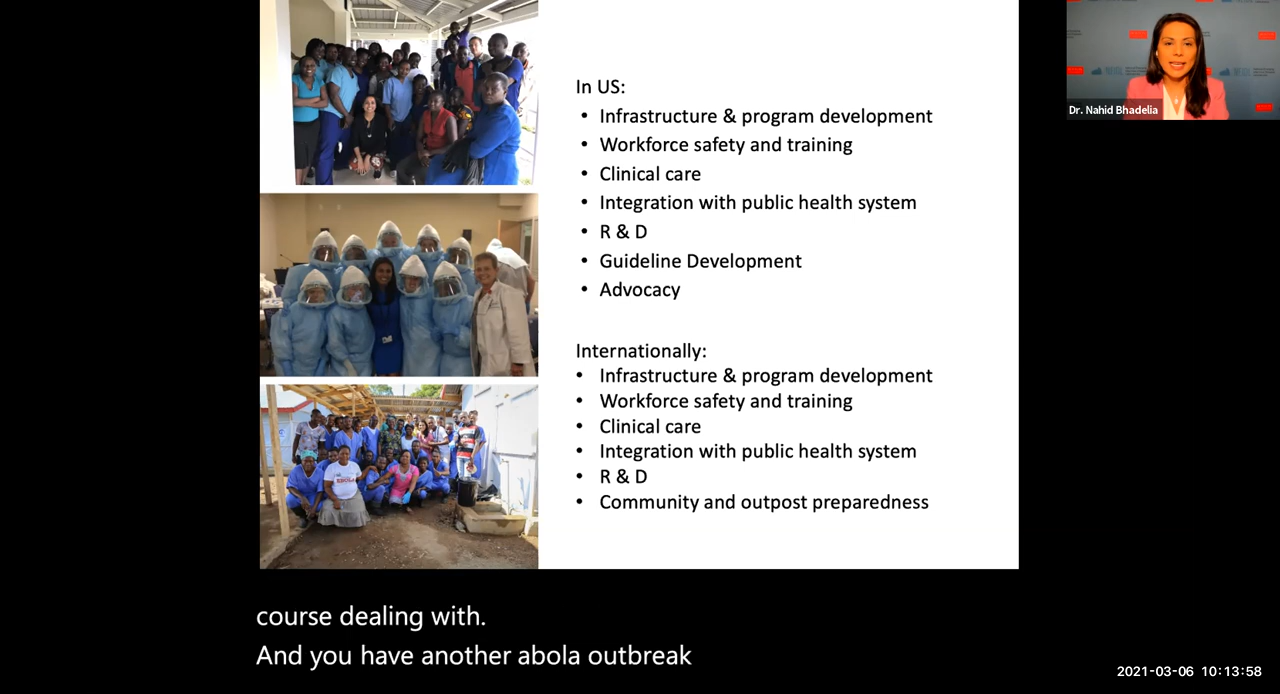 In US:
• Infrastructure & program development
• Workforce safety and training
• Clinical care
• Integration with public health system
• R & D
• Guideline Development
• Advocacy
Internationally:
• Infrastructure & program development
• Workforce safety and training
• Clinical care
• Integration with public health system
• R & D
• Community and outpost preparedness
Dr. Nahid Bhadelia
course dealing with.
And you have another abola outbreak
2021-03-06 10:13:58